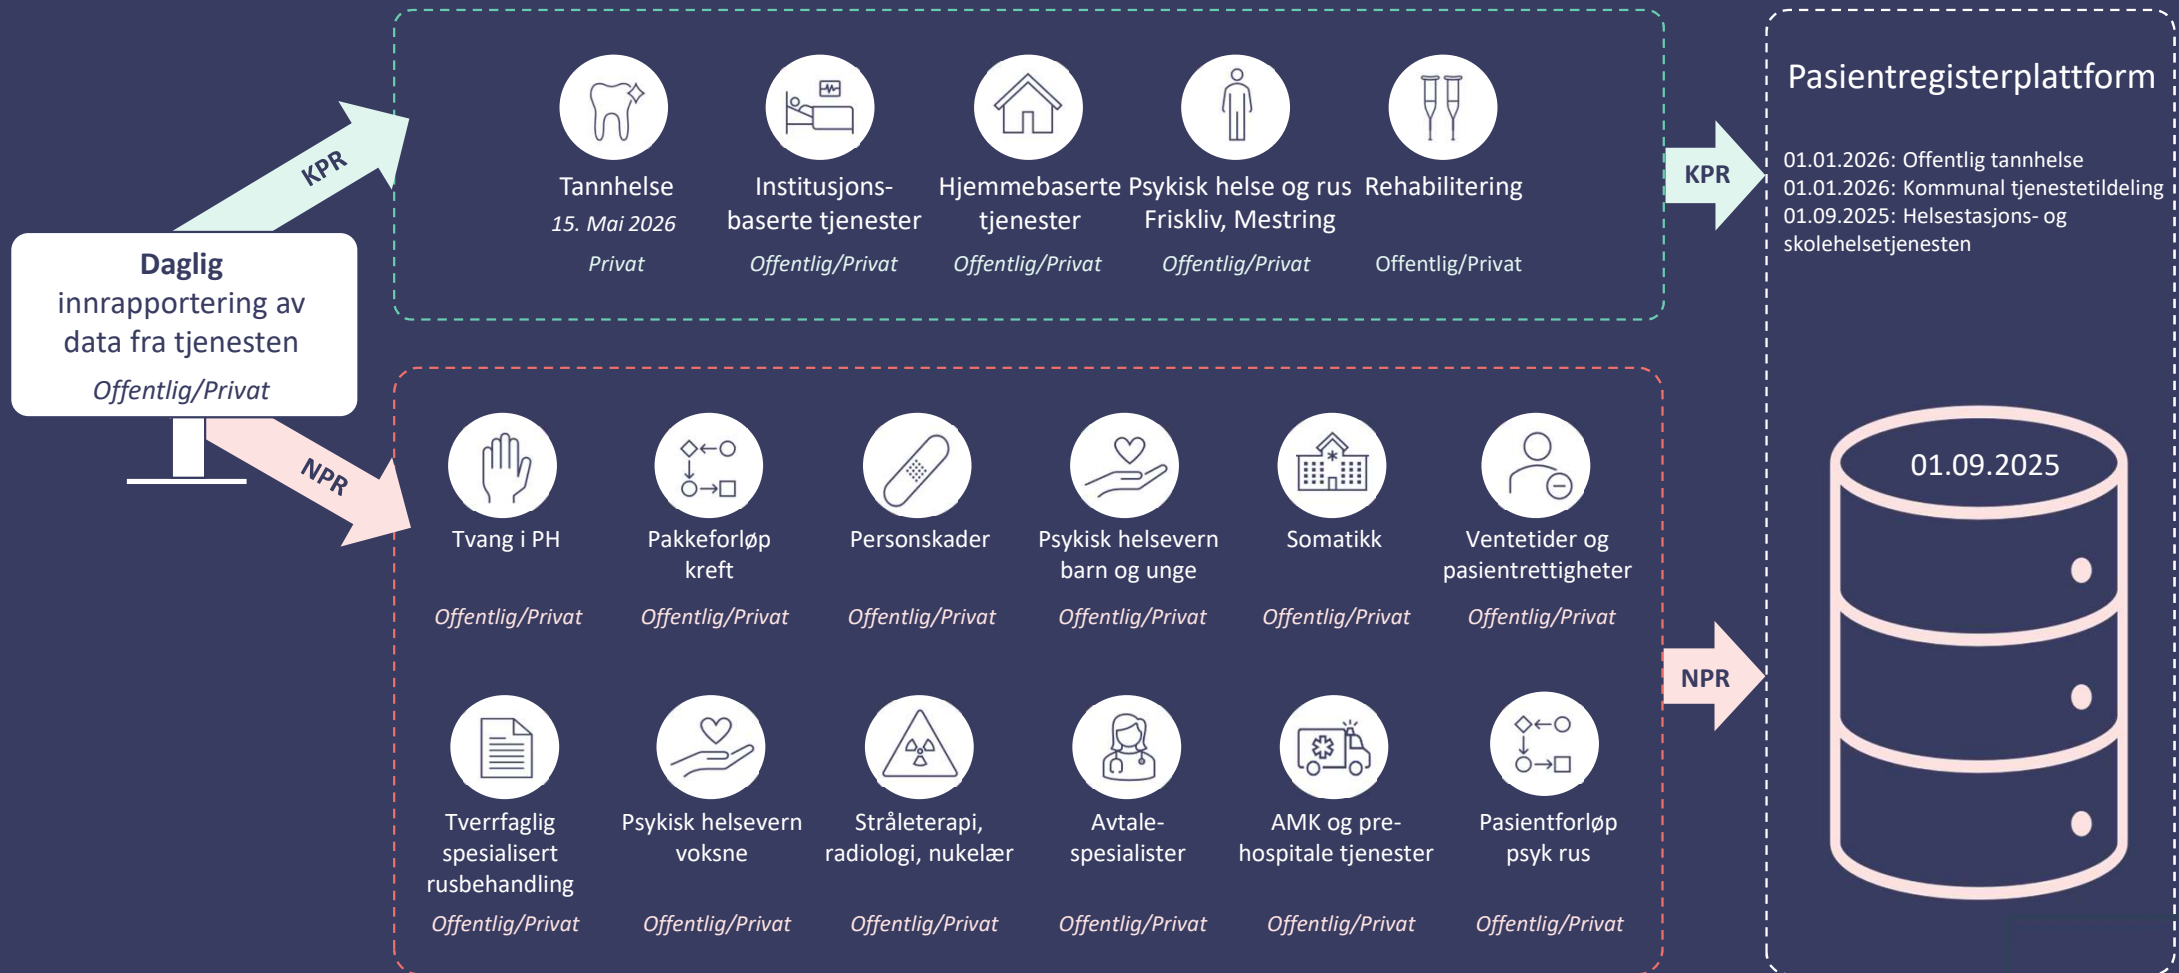 Daglig
innrapportering av
data fra tjenesten
Offentlig/Privat
KPR
NPR
Tannhelse
15. Mai 2026
Privat
Institusjons-
baserte tjenester
Offentlig/Privat
Hjemmebaserte
tjenester
Offentlig/Privat
Psykisk helse og rus
Friskliv, Mestring
Offentlig/Privat
Rehabilitering
Offentlig/Privat
Tvang i PH
Offentlig/Privat
Pakkeforløp
kreft
Offentlig/Privat
Personskader
Offentlig/Privat
Psykisk helsevern
barn og unge
Offentlig/Privat
Somatikk
Offentlig/Privat
Ventetider og
pasientrettigheter
Offentlig/Privat
Tverrfaglig
spesialisert
rusbehandling
Offentlig/Privat
Psykisk helsevern
voksne
Offentlig/Privat
Stråleterapi,
radiologi, nukelær
Offentlig/Privat
Avtale-
spesialister
Offentlig/Privat
AMK og pre-
hospitale tjenester
Offentlig/Privat
Pasientforløp
psyk rus
Offentlig/Privat
KPR
NPR
Pasientregisterplattform
01.01.2026: Offentlig tannhelse
01.01.2026: Kommunal tjenestetildeling
01.09.2025: Helsestasjons- og
skolehelsetjenesten
01.09.2025